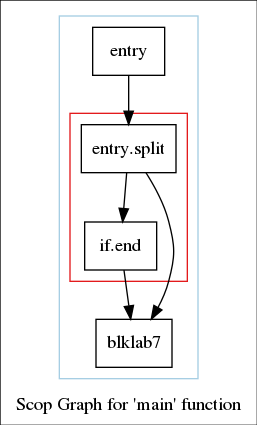 entry
entry.split
if.end
blklab7
Scop Graph for 'main' function